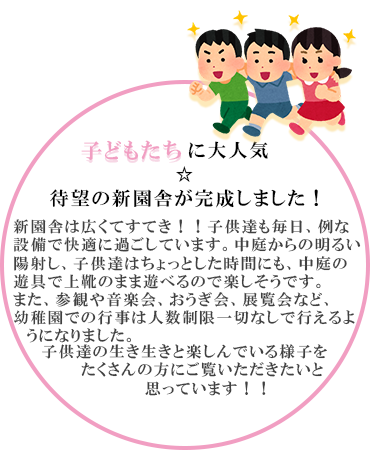 子どもたちに大人気
☆
待望の新園舎が完成しました！
新園舎は広くてすてき！！子供達も毎日、例な
設備で快適に過ごしています。中庭からの明るい
陽射し、子供達はちょっとした時間にも、中庭の
遊具で上靴のまま遊べるので楽しそうです。
また、参観や音楽会、おうぎ会、展覧会など、
幼稚園での行事は人数制限一切なしで行えるよ
うになりました。
子供達の生き生きと楽しんでいる様子を
たくさんの方にご覧いただきたいと
思っています！！